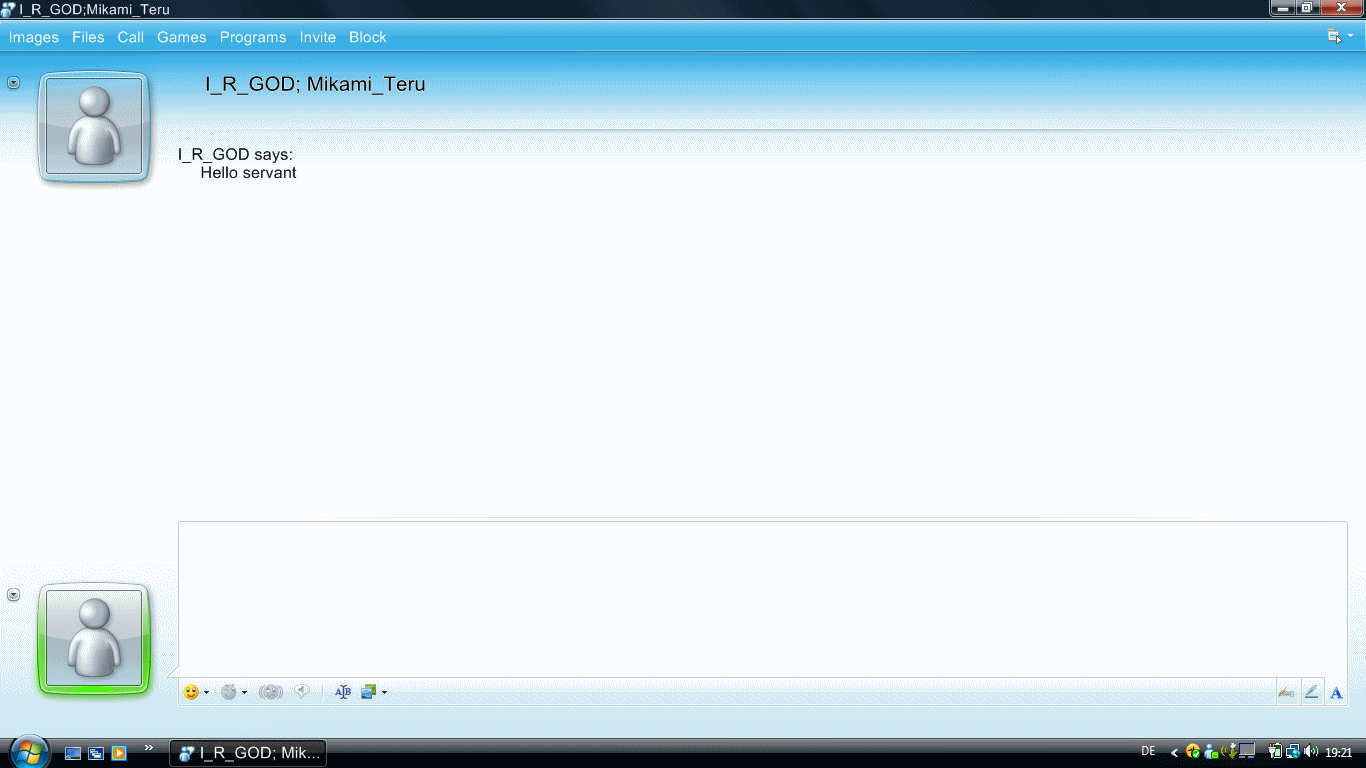 I_R_GOD;Mikami_Teru
Images Files Call Games Programs Invite Block
I_R_GOD; Mikami_Teru
I_R_GOD says:
Hello servant
A B
A
I_R_GOD; Mik...
DE
19:21